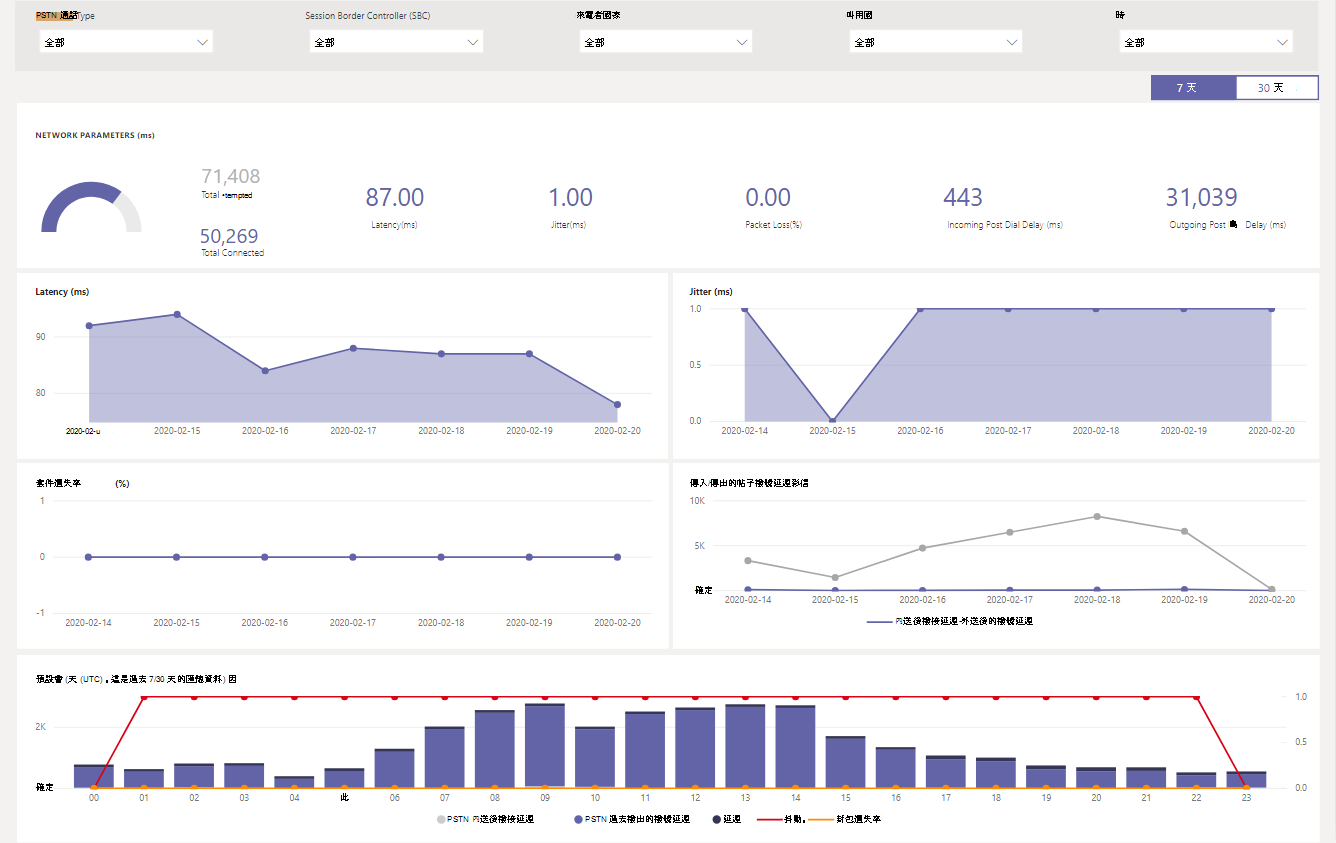 PSTN 通話 Type
Session Border Controller (SBC)
來電者國家
叫用國
時
全部
全部
全部
全部
全部
7 天
30 天
NETWORK PARAMETERS (ms)
71,408
Total •tempted
50,269
Total Connected
87.00
Latency(ms)
1.00
Jitter(ms)
0.00
Packet Loss(%)
443
Incoming Post Dial Delay (ms)
31,039
Outgoing Post Delay (ms)
Latency (ms)
90
80
2020-02-u
2020-02-15
2020-02-16
2020-02-17
2020-02-18
2020-02-19
2020-02-20
Jitter (ms)
1.0
0.5
0.0
2020-02-14
2020-02-15
2020-02-16
2020-02-17
2020-02-18
2020-02-19
2020-02-20
套件遺失率 (%)
1
0
-1
2020-02-14
2020-02-15
2020-02-16
2020-02-17
2020-02-18
2020-02-19
2020-02-20
傳入/傳出的帖子撥號延遲彩信
10K
5K
確定
2020-02-14
2020-02-15
2020-02-16
2020-02-17
2020-02-18
2020-02-19
2020-02-20
內送後撥接延遲-外送後的撥號延遲
預設會 (天 (UTC) 。這是過去 7/30 天的匯總資料) 因
2K
確定
1.0
0.5
0.0
00
01
02
03
04
此
06
07
08
09
10
11
12
13
14
15
16
17
18
19
20
21
22
23
PSTN 內送後撥接延遲
PSTN 過去撥出的撥號延遲
延遲
抖動。
封包遺失率